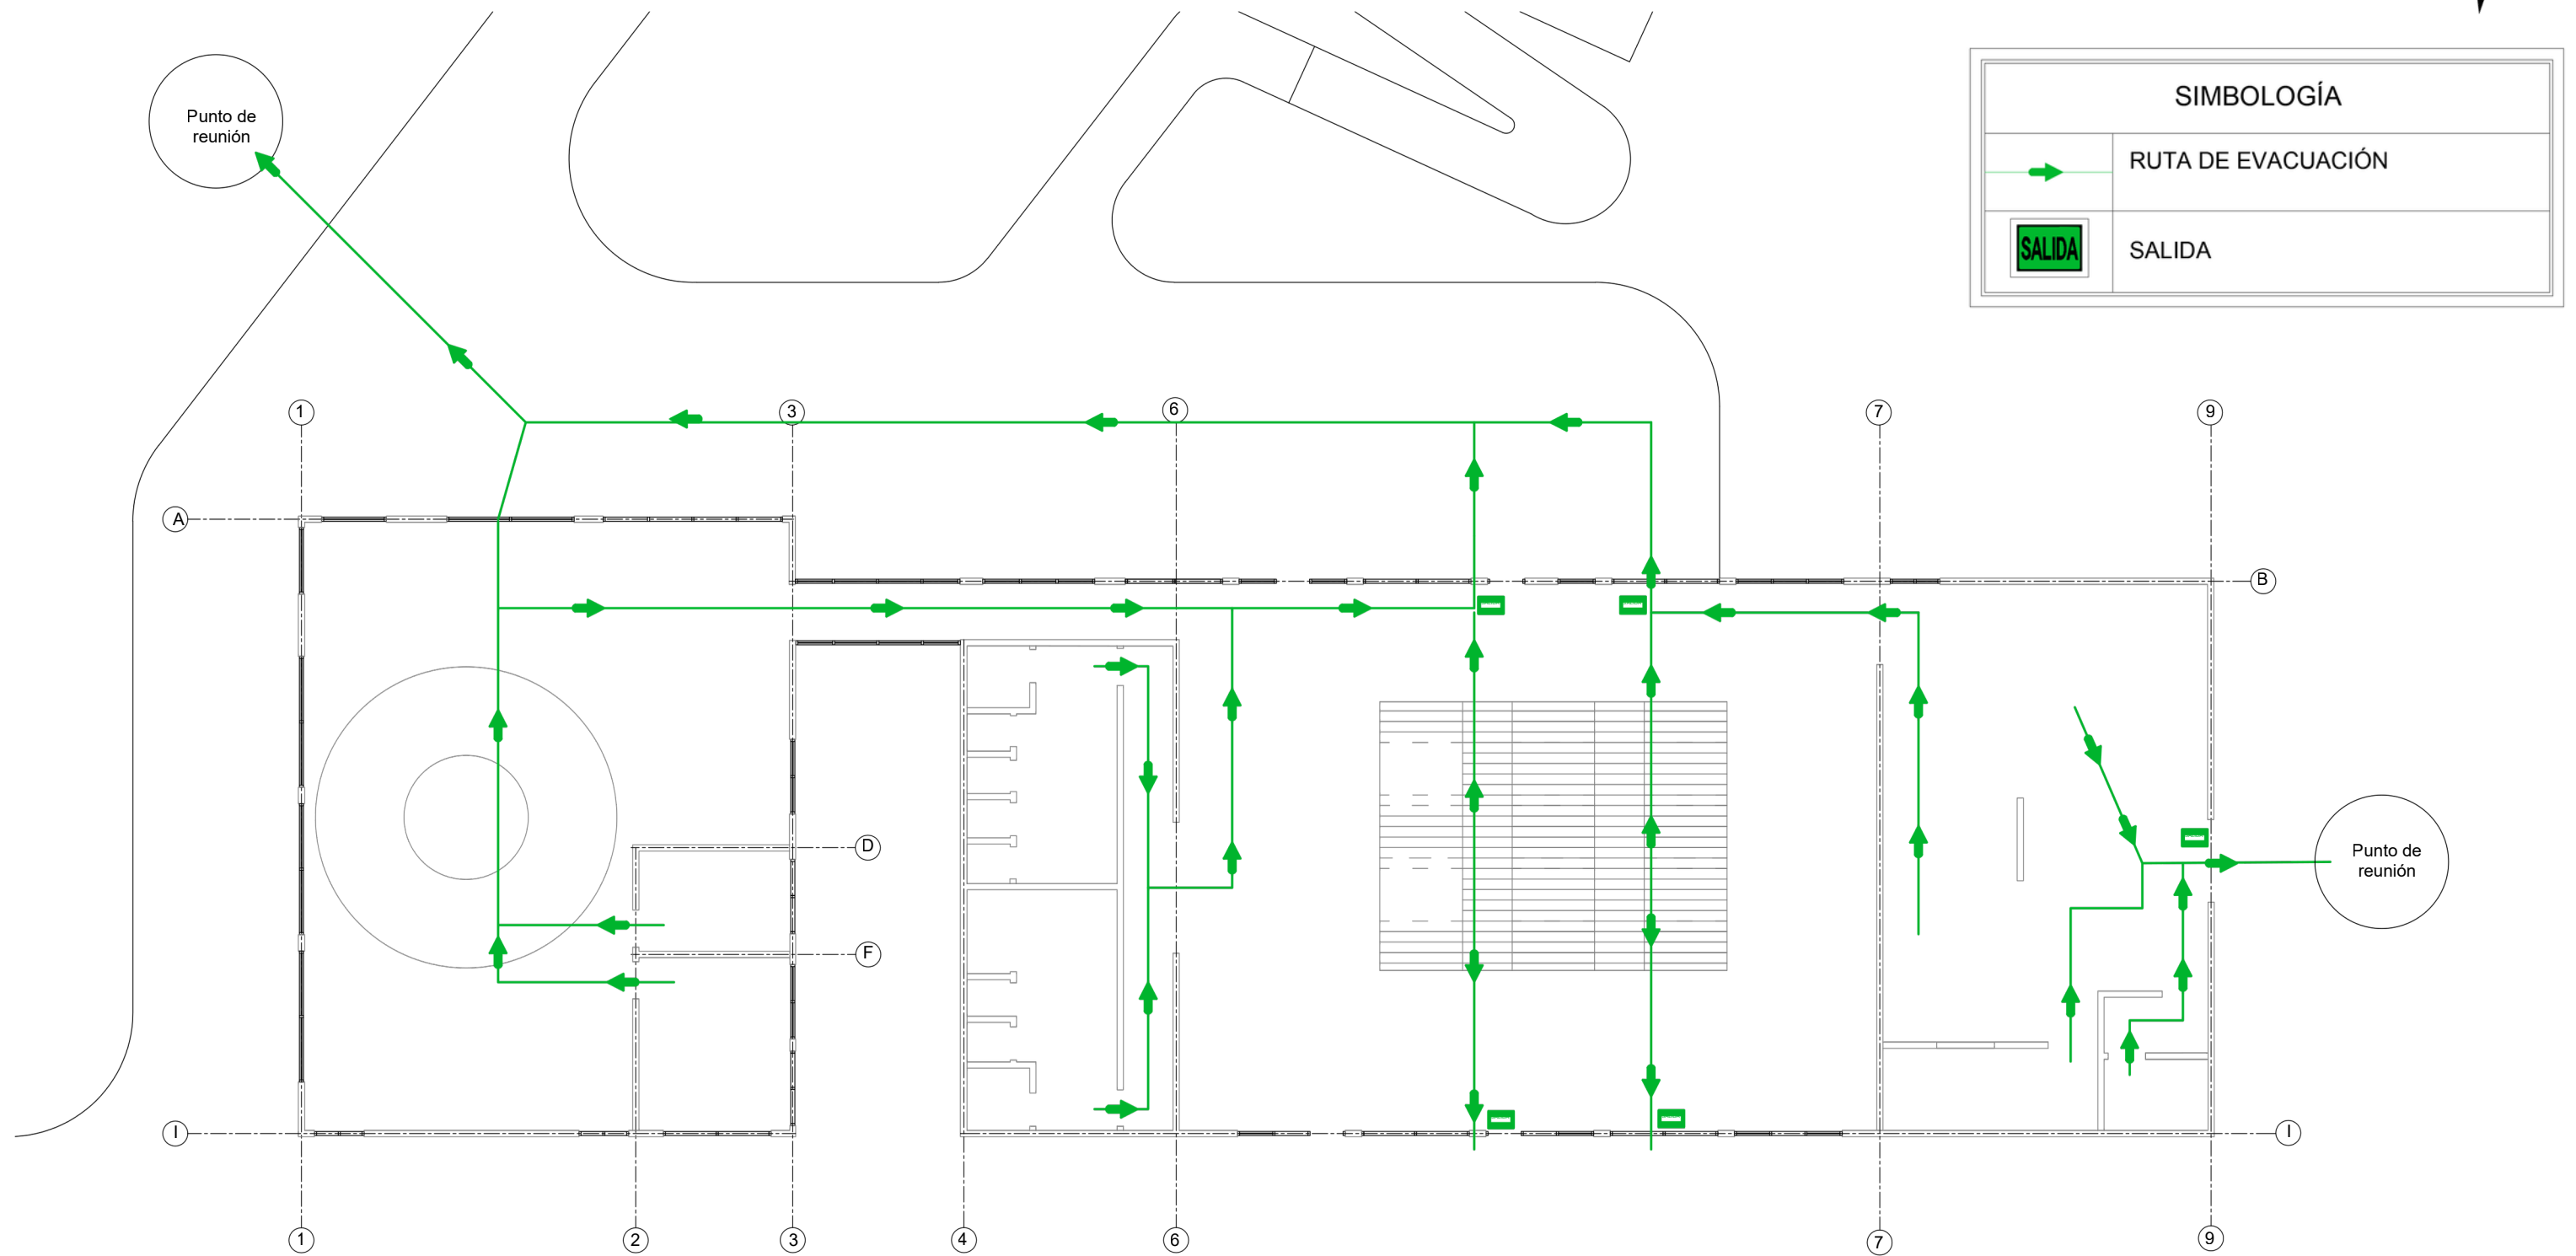 Punto de
reunión
SIMBOLOGÍA
RUTA DE EVACUACIÓN
SALIDA
SALIDA
1
3
6
7
9
A
B
D
F
Punto de
reunión
I
I
1
2
3
4
6
7
9